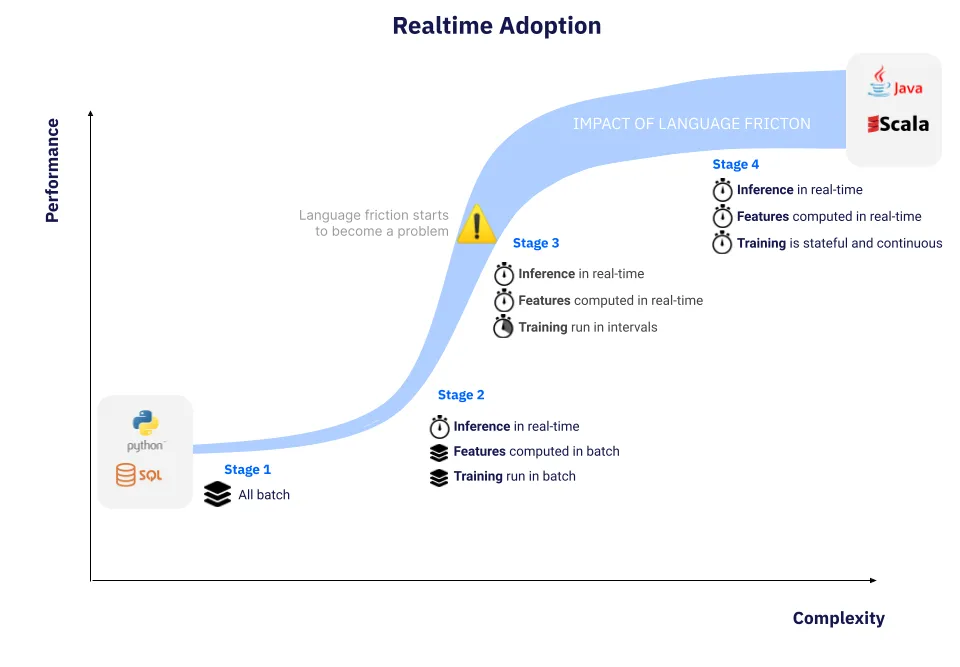 Realtime Adoption
Performance
Java
Scala
IMPACT OF LANGUAGE FRICTON
Stage 4
Inference in real-time
Features computed in real-time
Training is stateful and continuous
Language friction starts
to become a problem
Stage 3
Inference in real-time
Features computed in real-time
Training run in intervals
Stage 2
Inference in real-time
Features computed in batch
Training run in batch
python
SQL
Stage 1
All batch
Complexity